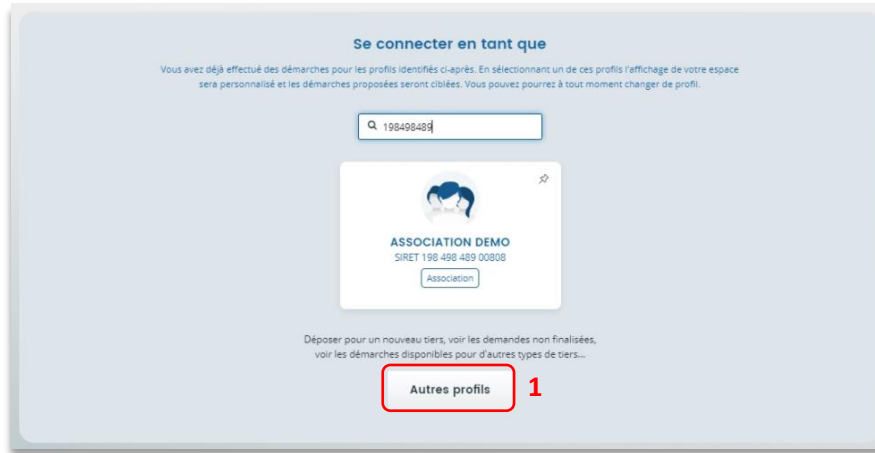 Se connecter en tant que
Vous avez déjà effectué des démarches pour les profils identifiés ci-après. En sélectionnant un de ces profils l'affichage de votre espace
sera personnalisé et les démarches proposées seront ciblées. Vous pouvez pourrez à tout moment changer de profil.
198498489
ASSOCIATION DEMO
SIRET 198 498 489 00808
Association
Déposer pour un nouveau tiers, voir les demandes non finalisées,
voir les démarches disponibles pour d'autres types de tiers...
Autres profils 1